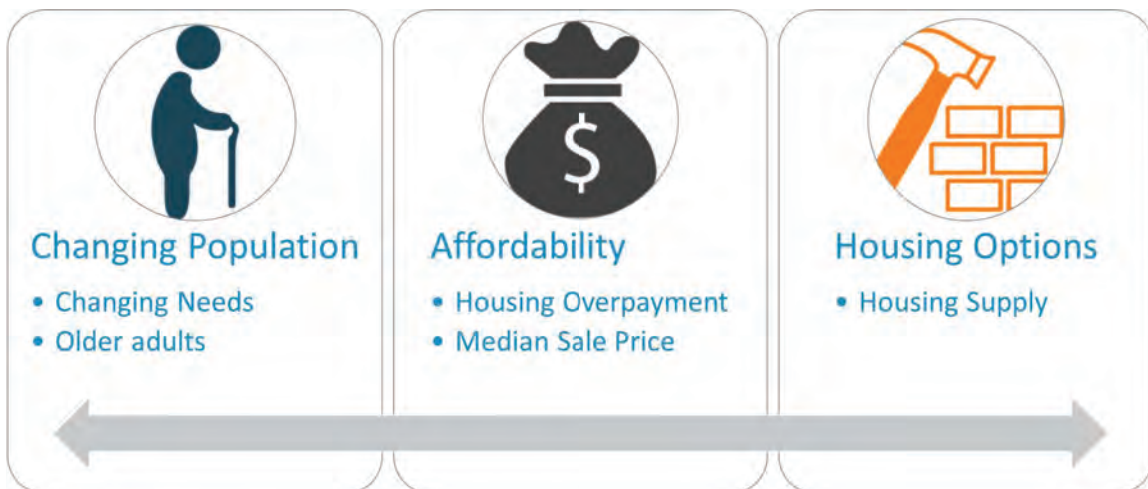 $
Changing Population
• Changing Needs
• Older adults
Affordability
• Housing Overpayment
• Median Sale Price
Housing Options
• Housing Supply